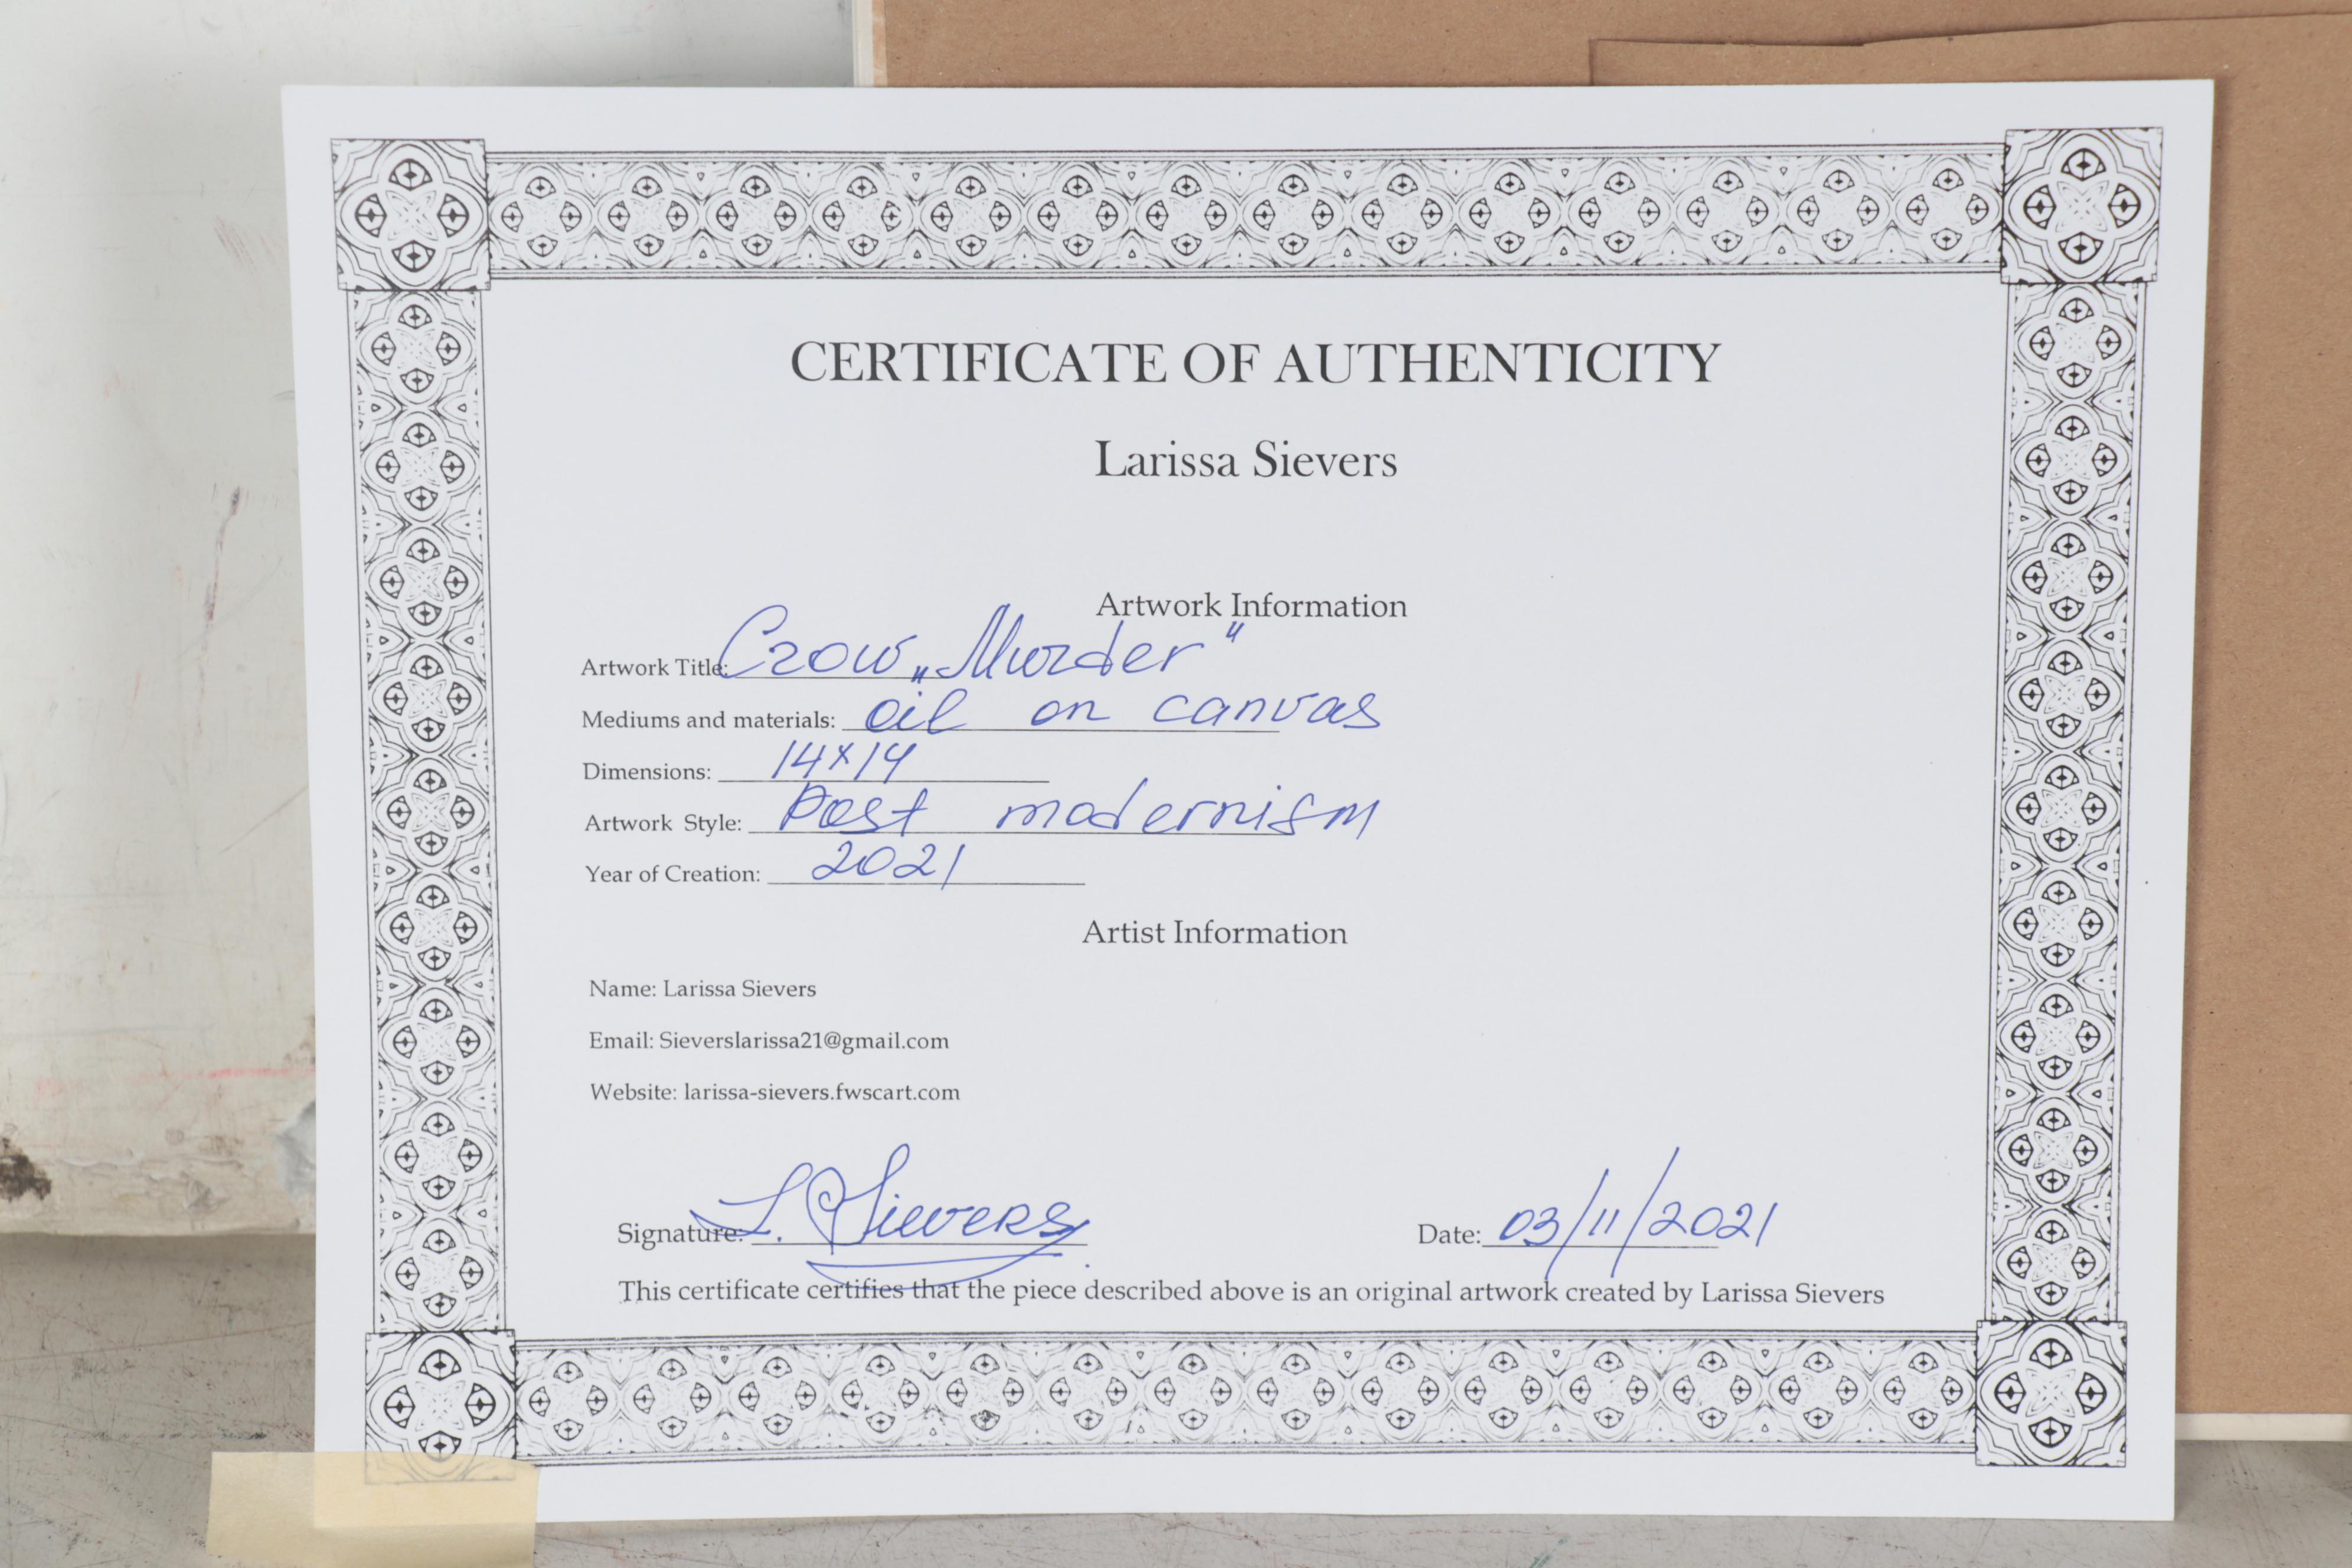 CERTIFICATE OF AUTHENTICITY
Larissa Sievers
Artwork Information
Artwork Title: Crow „Murder"
Mediums and materials: oil on canvas
Dimensions: 14x14
Artwork Style: Post modernism
Year of Creation: 2021
Artist Information
Name: Larissa Sievers
Email: Sieverslarissa21@gmail.com
Website: larissa-sievers.fwscart.com
Signature: L. Sievers Date: 03/11/2021
This certificate certifies that the piece described above is an original artwork created by Larissa Sievers